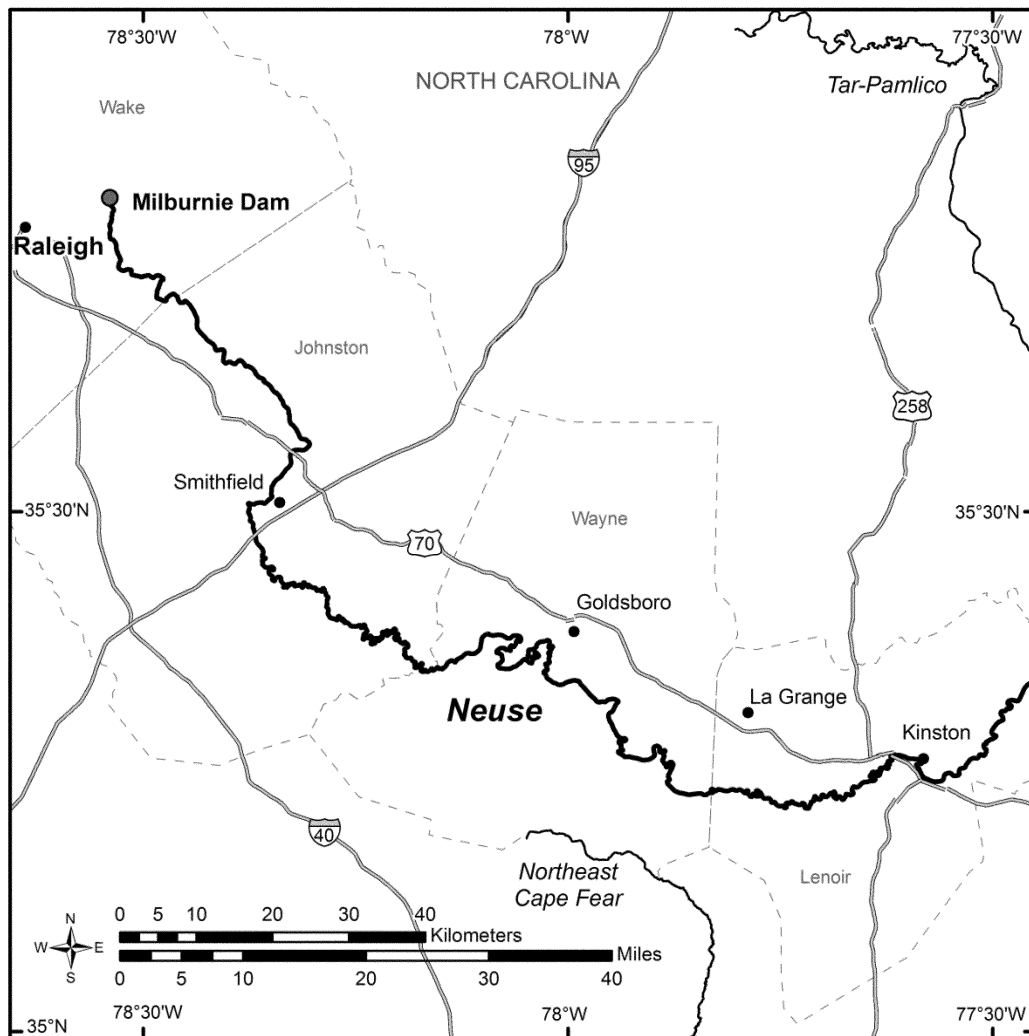 78°30'W
78°W
77°30'W
NORTH CAROLINA
Tar-Pamlico
Wake
95
Milburnie Dam
Raleigh
Johnston
258
Smithfield
35°30'N
35°30'N
Wayne
70
Goldsboro
La Grange
Neuse
Kinston
40
Northeast
Cape Fear
Lenoir
N
W
E
S
0 5 10 20 30 40
Kilometers
Miles
0 5 10 20 30 40
35°N
78°30'W
78°W
77°30'W